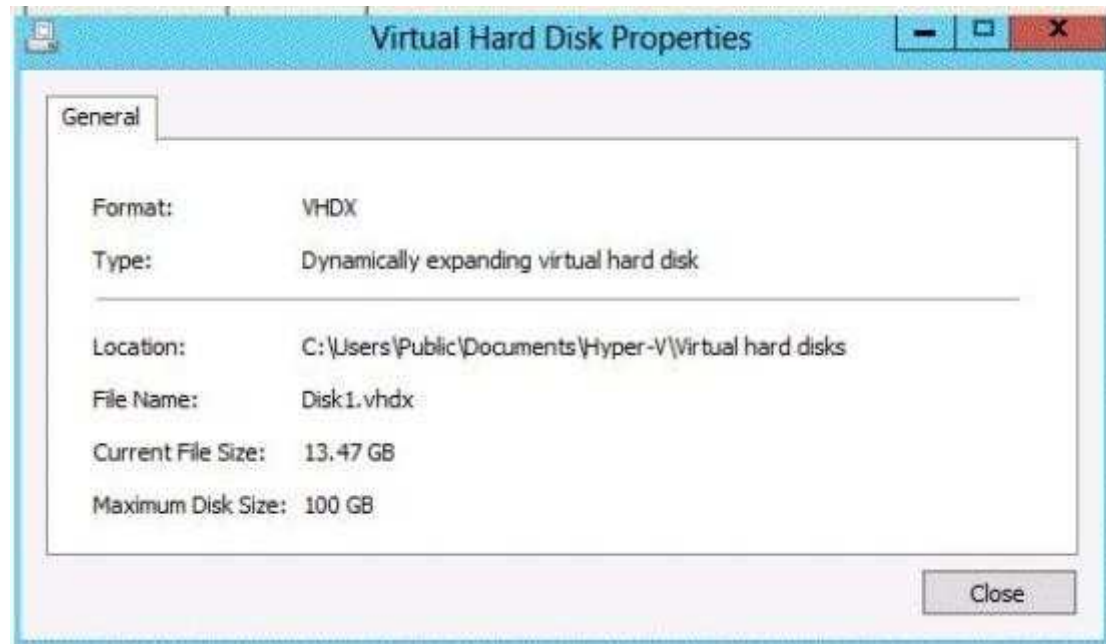 Virtual Hard Disk Properties
General
Format: VHDX
Type: Dynamically expanding virtual hard disk
Location: C:\Users\Public\Documents\Hyper-V\Virtual hard disks
File Name: Disk1.vhdx
Current File Size: 13.47 GB
Maximum Disk Size: 100 GB
Close